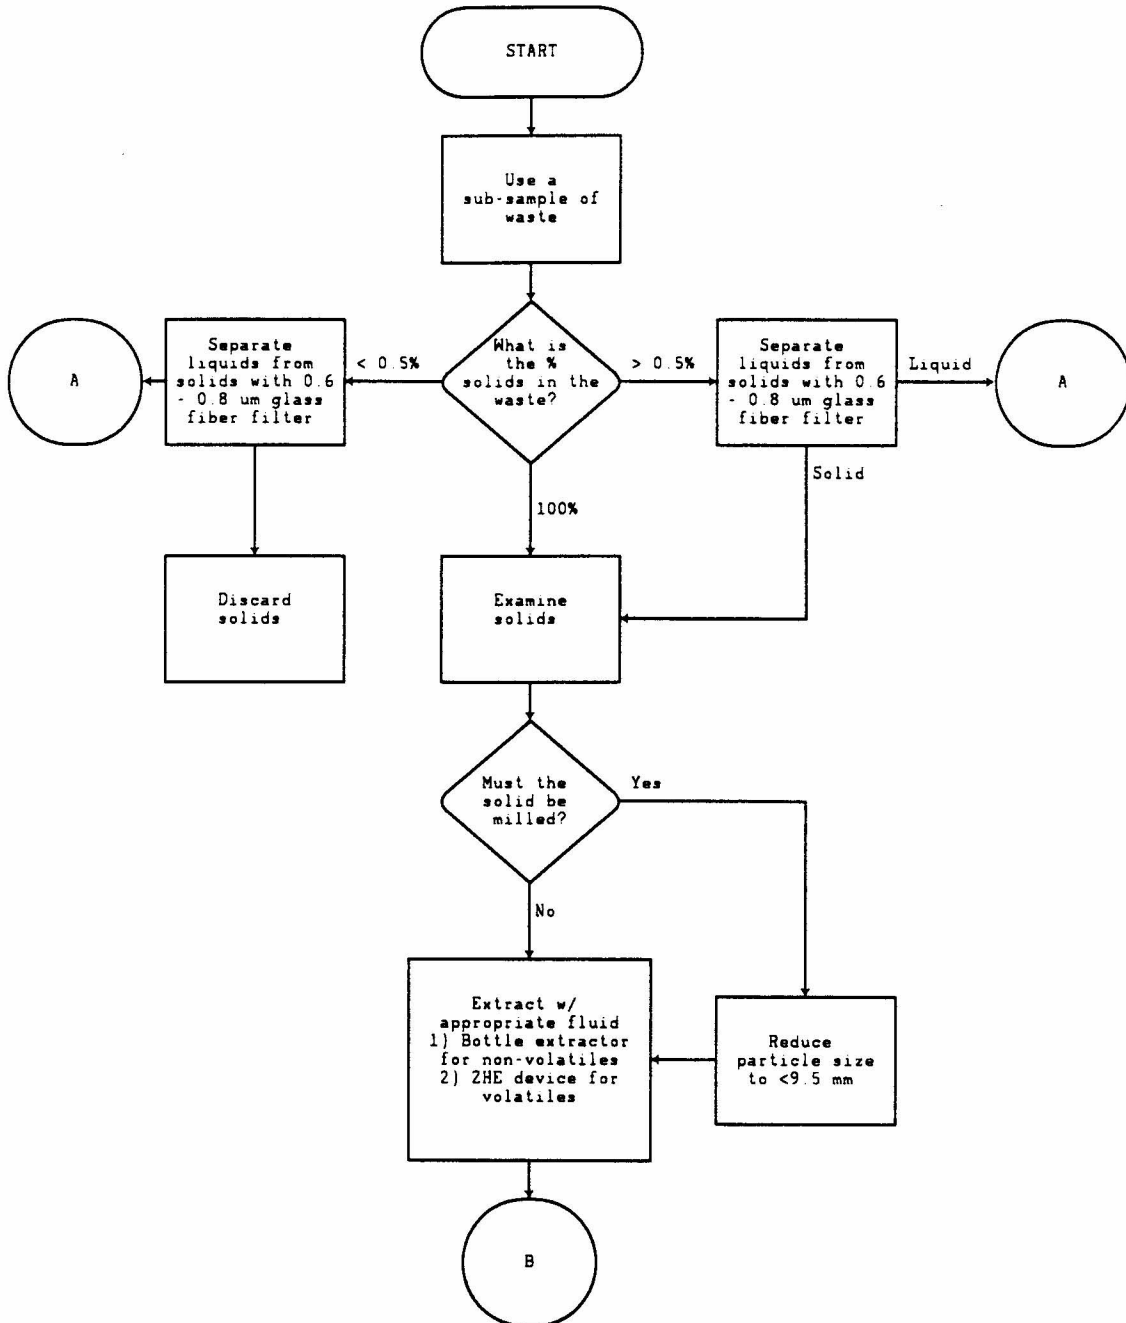 START
Use a
sub-sample of
waste
A
Separate
liquids from
solids with 0.6
- 0.8 um glass
fiber filter
< 0.5%
What is
the %
solids in the
waste?
> 0.5%
Separate
liquids from
solids with 0.6
- 0.8 um glass
fiber filter
Liquid
A
Solid
100%
Discard
solids
Examine
solids
Must the
solid be
milled?
Yes
No
Extract w/
appropriate fluid
1) Bottle extractor
for non-volatiles
2) ZHE device for
volatiles
Reduce
particle size
to <9.5 mm
B